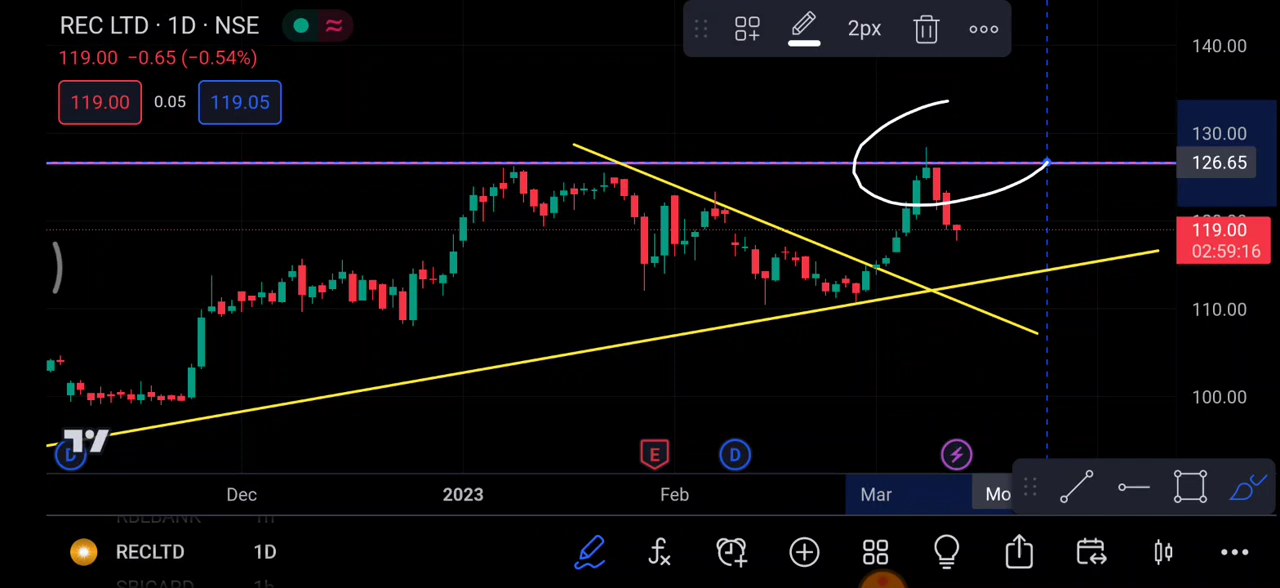 REC LTD · 1D · NSE
119.00 −0.65 (−0.54%)
119.00 0.05 119.05
2px
140.00
130.00
126.65
119.00
02:59:16
110.00
100.00
D E D
Dec 2023 Feb Mar Mo
RECLTD 1D